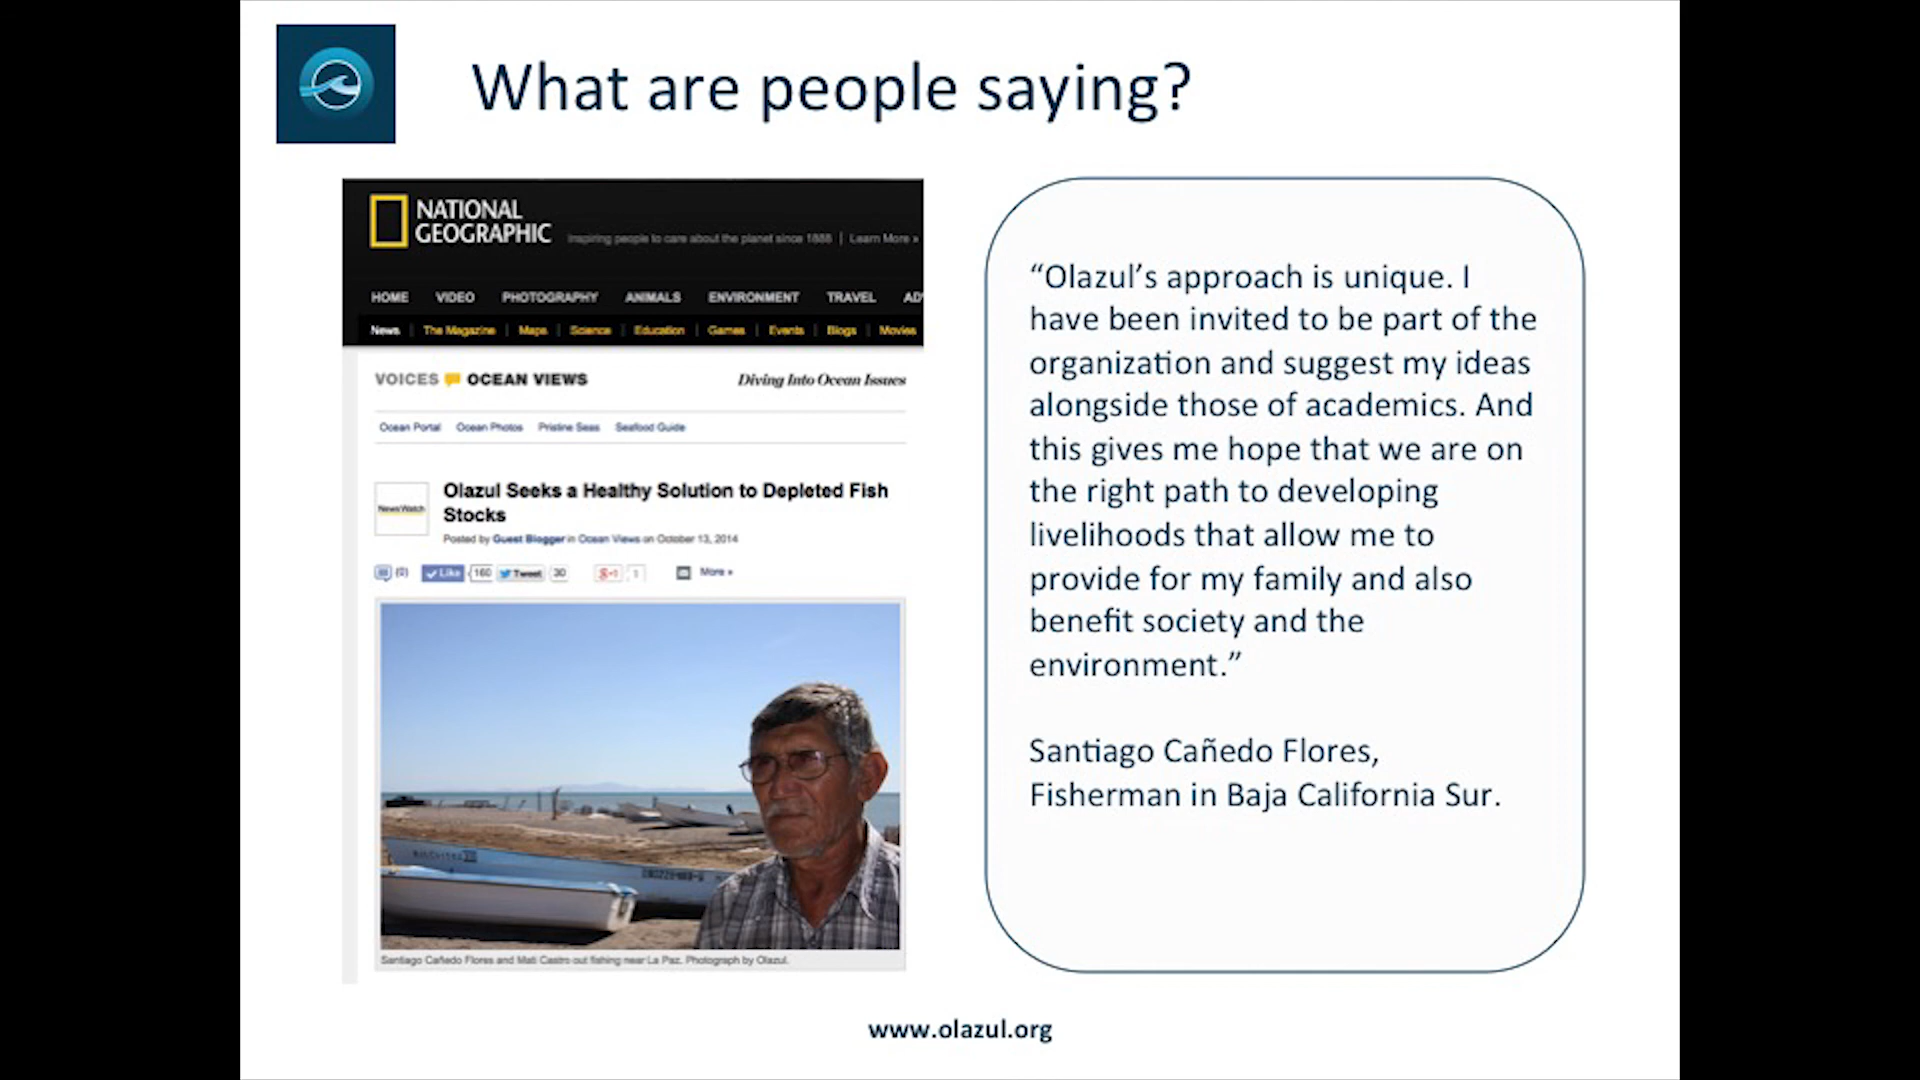 What are people saying?
NATIONAL
GEOGRAPHIC
Inspiring people to care about the planet since 1888 | Learn More »
HOME VIDEO PHOTOGRAPHY ANIMALS ENVIRONMENT TRAVEL AD
News | The Magazine | Maps | Science | Education | Games | Events | Blogs | Movies
VOICES OCEAN VIEWS
Diving Into Ocean Issues
Ocean Portal Ocean Photos Pristine Seas Seafood Guide
NewsWatch
Olazul Seeks a Healthy Solution to Depleted Fish
Stocks
Posted by Guest Blogger in Ocean Views on October 13, 2014
(0) Like 160 Tweet 30 g+1 1 More »
Santiago Cañedo Flores and Mati Castro out fishing near La Paz. Photograph by Olazul.
“Olazul’s approach is unique. I
have been invited to be part of the
organization and suggest my ideas
alongside those of academics. And
this gives me hope that we are on
the right path to developing
livelihoods that allow me to
provide for my family and also
benefit society and the
environment.”
Santiago Cañedo Flores,
Fisherman in Baja California Sur.
www.olazul.org